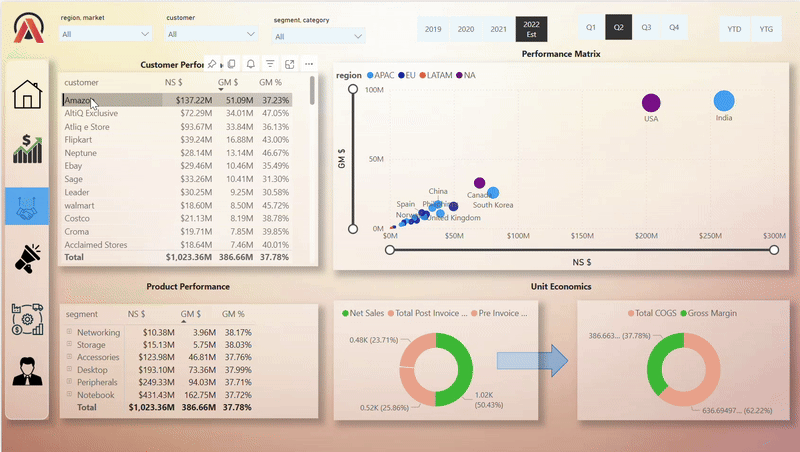 region, market
customer
segment, category
All
All
All
2019
2020
2021
2022
Est
Q1
Q2
Q3
Q4
YTD
YTG
Customer Perfor
customer NS $ GM $ GM %
Amazon $137.22M 51.09M 37.23%
AltiQ Exclusive $72.29M 34.01M 47.05%
Atliq e Store $93.67M 33.84M 36.13%
Flipkart $39.24M 16.88M 43.00%
Neptune $28.14M 13.14M 46.67%
Ebay $29.46M 10.46M 35.49%
Sage $33.26M 10.41M 31.30%
Leader $30.25M 9.25M 30.58%
walmart $18.60M 8.50M 45.72%
Costco $21.13M 8.19M 38.78%
Croma $19.71M 7.85M 39.85%
Acclaimed Stores $18.64M 7.46M 40.01%
Total $1,023.36M 386.66M 37.78%
Performance Matrix
region APAC EU LATAM NA
100M
50M
0M
GM $
USA
India
China
Canada
South Korea
Spain
Philippines
Norway
United Kingdom
$0M $50M $100M $150M $200M $250M $300M
NS $
Product Performance
segment NS $ GM $ GM %
Networking $10.38M 3.96M 38.17%
Storage $15.13M 5.75M 38.03%
Accessories $123.98M 46.81M 37.76%
Desktop $193.10M 73.36M 37.99%
Peripherals $249.33M 94.03M 37.71%
Notebook $431.43M 162.75M 37.72%
Total $1,023.36M 386.66M 37.78%
Unit Economics
Net Sales Total Post Invoice ... Pre Invoice ...
0.48K (23.71%)
0.52K (25.86%)
1.02K
(50.43%)
Total COGS Gross Margin
386.663... (37.78%)
636.69497... (62.22%)